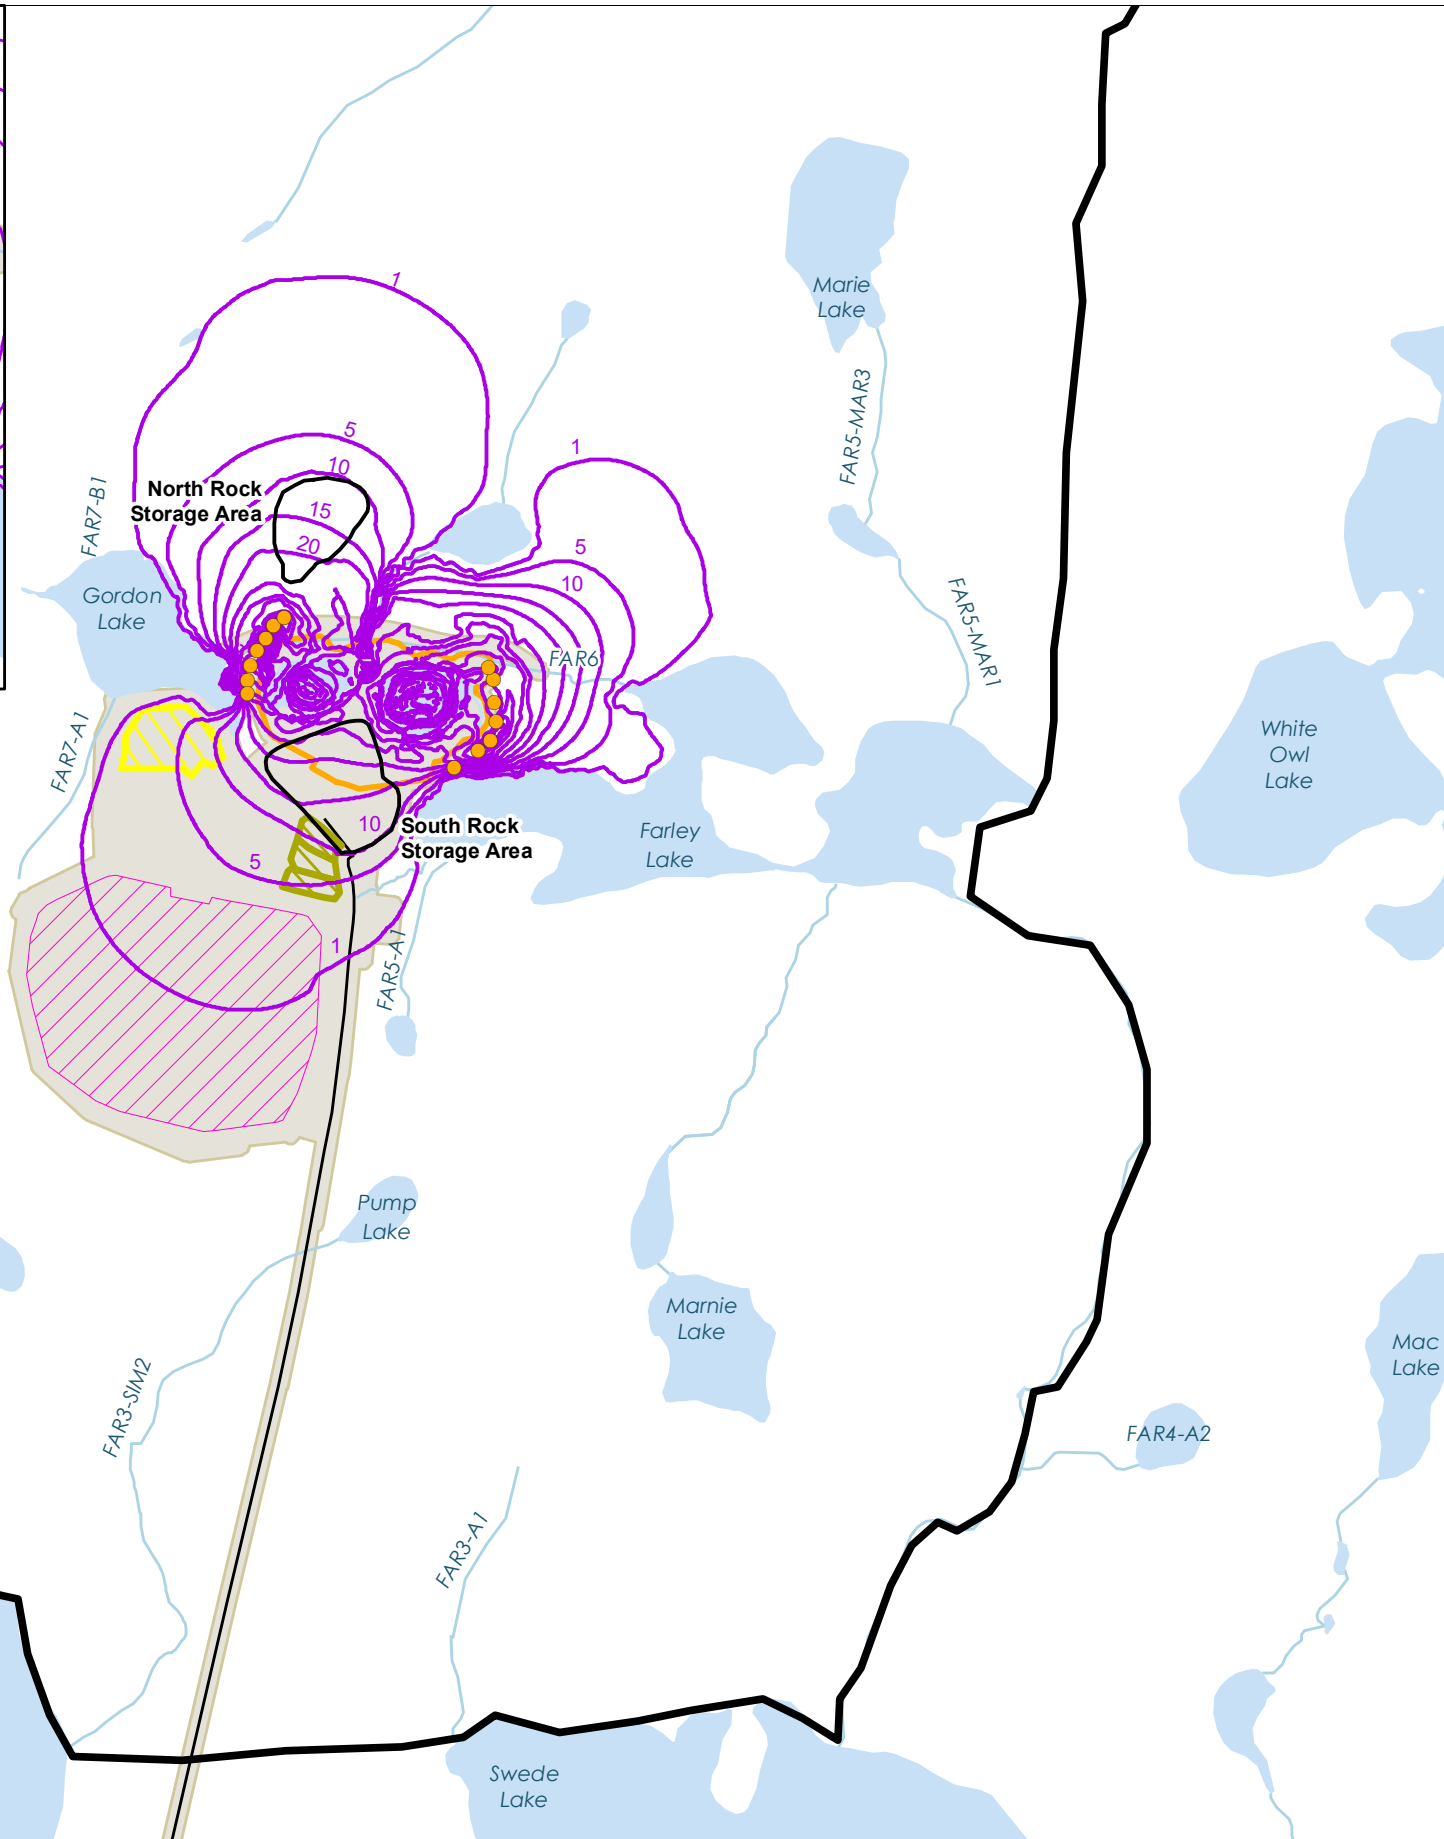 1
Marie
Lake
FAR5-MAR3
5
1
10
North Rock
Storage Area
15
20
FAR7-B1
5
10
Gordon
Lake
FAR5-MAR1
FAR6
FAR7-A1
White
Owl
Lake
10
South Rock
Storage Area
Farley
Lake
5
1
FAR5-A1
Pump
Lake
Marnie
Lake
Mac
Lake
FAR3-SIM2
FAR4-A2
FAR3-A1
Swede
Lake